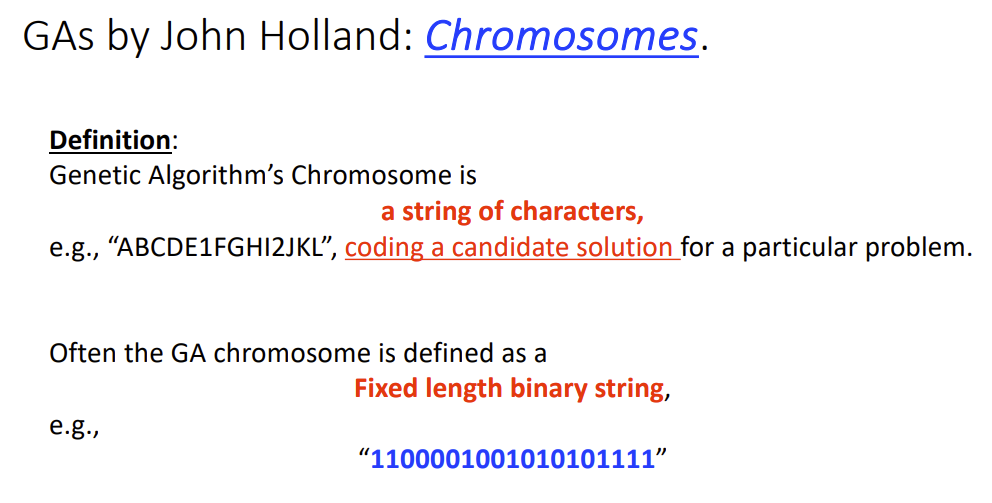 GAs by John Holland: Chromosomes.
Definition:
Genetic Algorithm’s Chromosome is
a string of characters,
e.g., “ABCDE1FGHI2JKL”, coding a candidate solution for a particular problem.
Often the GA chromosome is defined as a
Fixed length binary string,
e.g.,
“1100001001010101111”